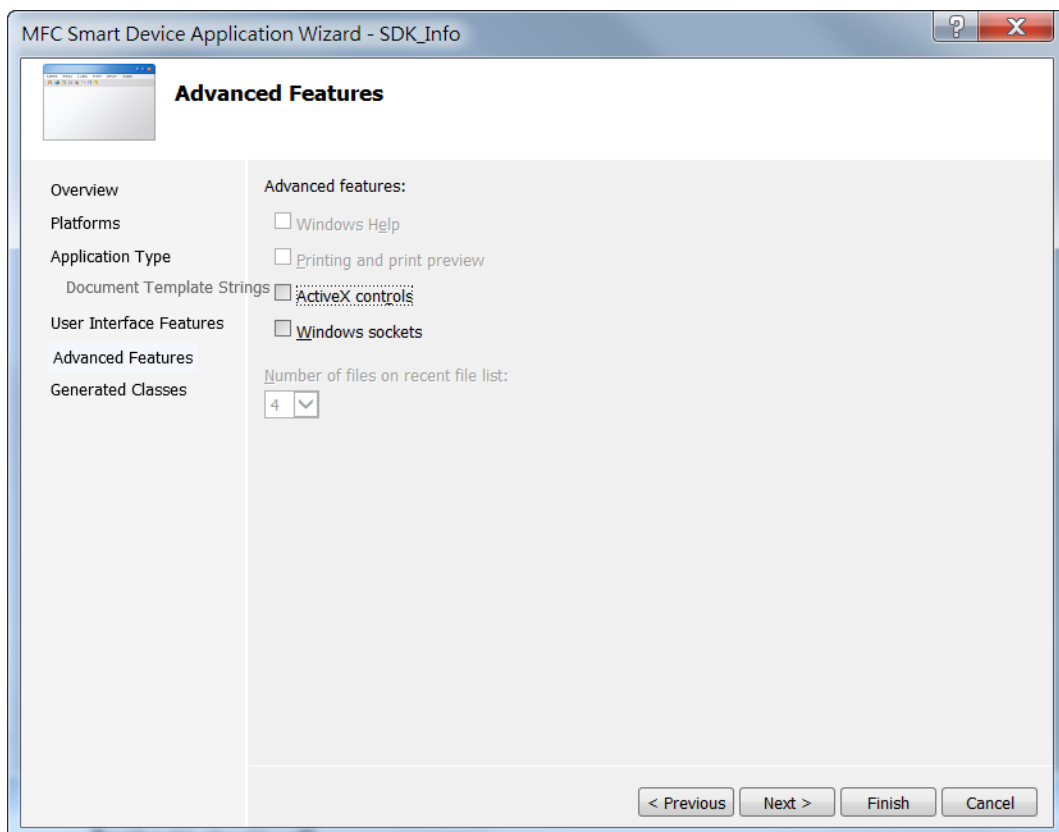 MFC Smart Device Application Wizard - SDK_Info
Advanced Features
Overview
Platforms
Application Type
Document Template Strings
User Interface Features
Advanced Features
Generated Classes
Advanced features:
Windows Help
Printing and print preview
ActiveX controls
Windows sockets
Number of files on recent file list:
4
< Previous
Next >
Finish
Cancel